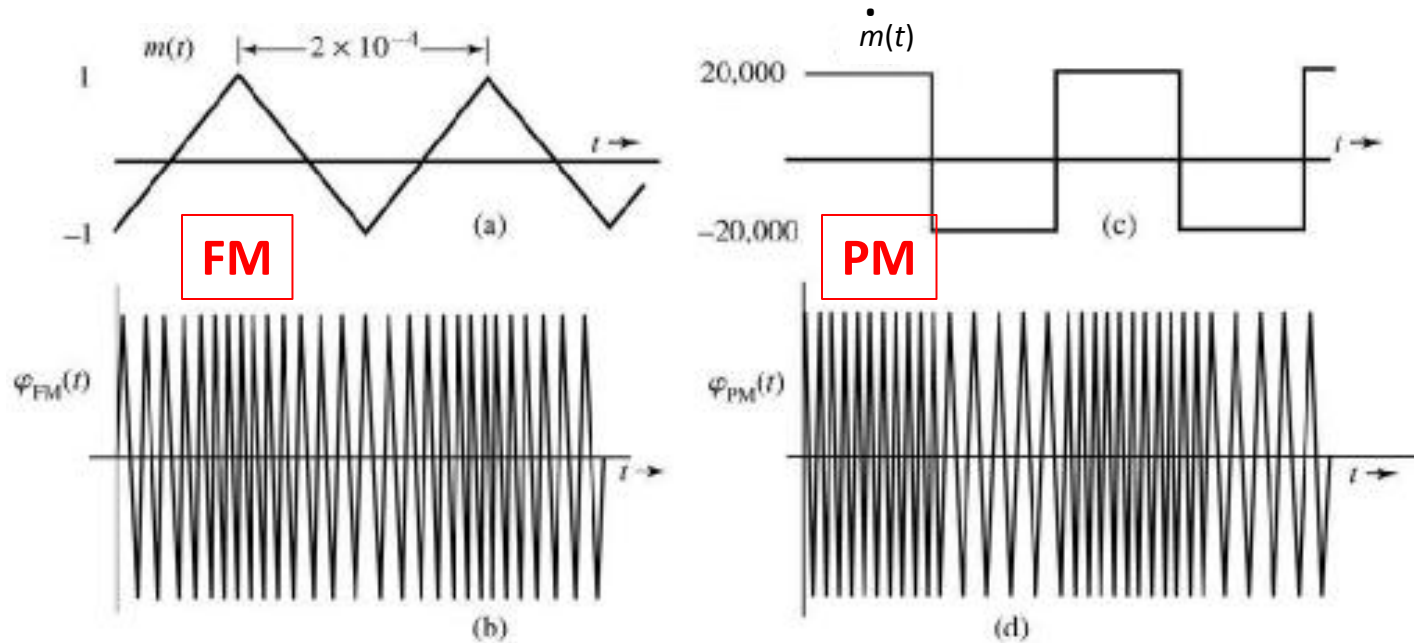 m(t)
2 × 10⁻⁴
1
t →
−1
(a)
FM
φFM(t)
t →
(b)
ṁ(t)
20,000
t →
−20,000
(c)
PM
φPM(t)
t →
(d)